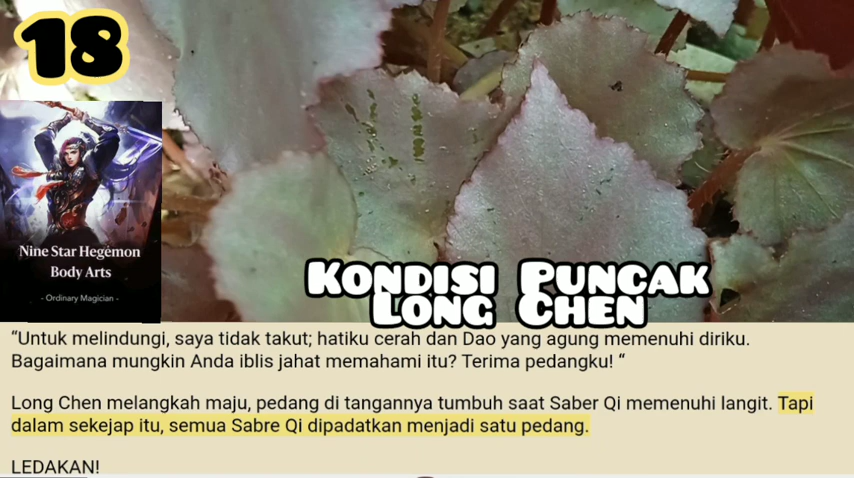 18
Nine Star Hegemon
Body Arts
- Ordinary Magician -
KONDISI PUNCAK
LONG CHEN
“Untuk melindungi, saya tidak takut; hatiku cerah dan Dao yang agung memenuhi diriku.
Bagaimana mungkin Anda iblis jahat memahami itu? Terima pedangku! “
Long Chen melangkah maju, pedang di tangannya tumbuh saat Saber Qi memenuhi langit. Tapi
dalam sekejap itu, semua Sabre Qi dipadatkan menjadi satu pedang.
LEDAKAN!